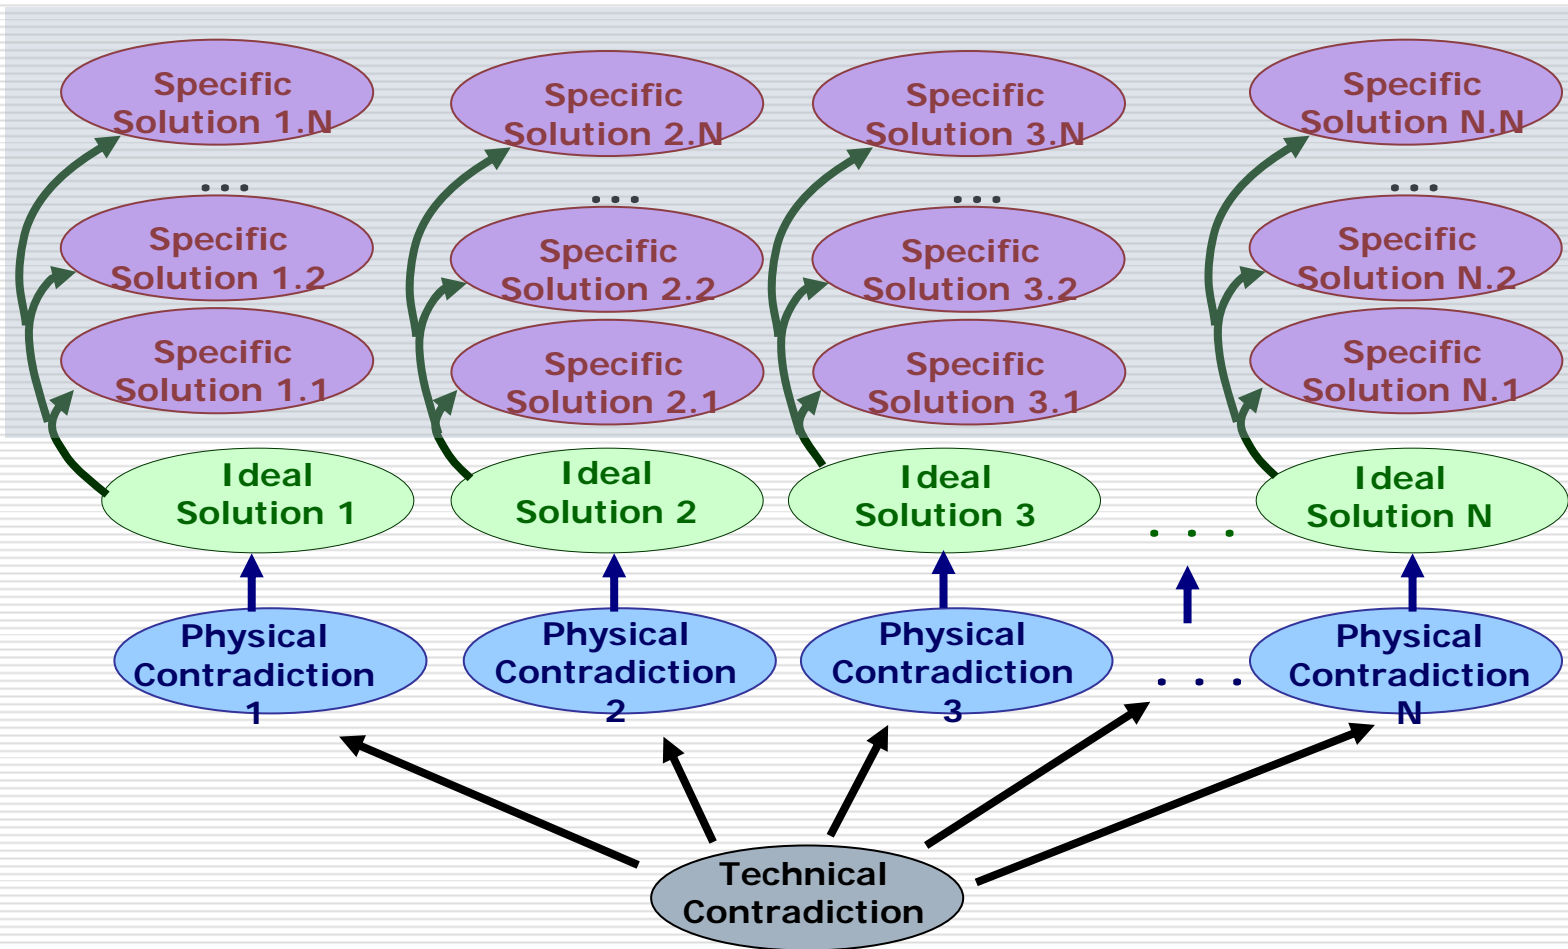 Specific
Solution 1.N
Specific
Solution 2.N
Specific
Solution 3.N
Specific
Solution N.N
...
...
...
...
Specific
Solution 1.2
Specific
Solution 2.2
Specific
Solution 3.2
Specific
Solution N.2
Specific
Solution 1.1
Specific
Solution 2.1
Specific
Solution 3.1
Specific
Solution N.1
Ideal
Solution 1
Ideal
Solution 2
Ideal
Solution 3
. . .
Ideal
Solution N
Physical
Contradiction
1
Physical
Contradiction
2
Physical
Contradiction
3
. . .
Physical
Contradiction
N
Technical
Contradiction